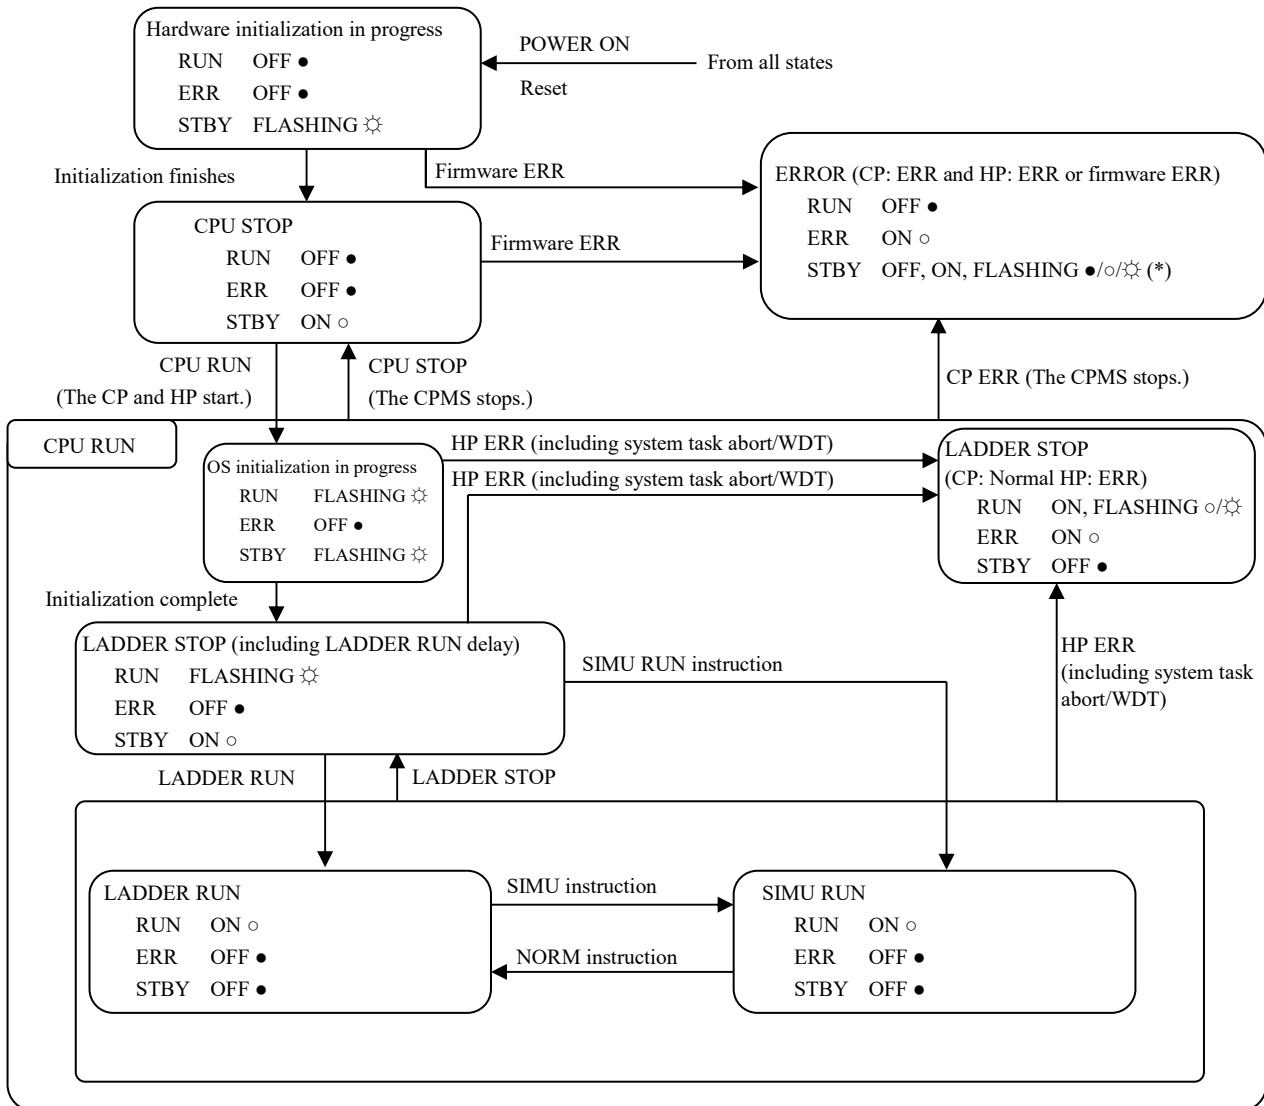 Hardware initialization in progress
RUN OFF ●
ERR OFF ●
STBY FLASHING ☼
POWER ON
Reset
From all states
Initialization finishes
Firmware ERR
ERROR (CP: ERR and HP: ERR or firmware ERR)
RUN OFF ●
ERR ON ○
STBY OFF, ON, FLASHING ●/○/☼ (*)
CPU STOP
RUN OFF ●
ERR OFF ●
STBY ON ○
Firmware ERR
CPU RUN
(The CP and HP start.)
CPU STOP
(The CPMS stops.)
CP ERR (The CPMS stops.)
CPU RUN
OS initialization in progress
RUN FLASHING ☼
ERR OFF ●
STBY FLASHING ☼
HP ERR (including system task abort/WDT)
HP ERR (including system task abort/WDT)
LADDER STOP
(CP: Normal HP: ERR)
RUN ON, FLASHING ○/☼
ERR ON ○
STBY OFF ●
Initialization complete
LADDER STOP (including LADDER RUN delay)
RUN FLASHING ☼
ERR OFF ●
STBY ON ○
SIMU RUN instruction
HP ERR
(including system task
abort/WDT)
LADDER RUN
LADDER STOP
LADDER RUN
RUN ON ○
ERR OFF ●
STBY OFF ●
SIMU instruction
NORM instruction
SIMU RUN
RUN ON ○
ERR OFF ●
STBY OFF ●